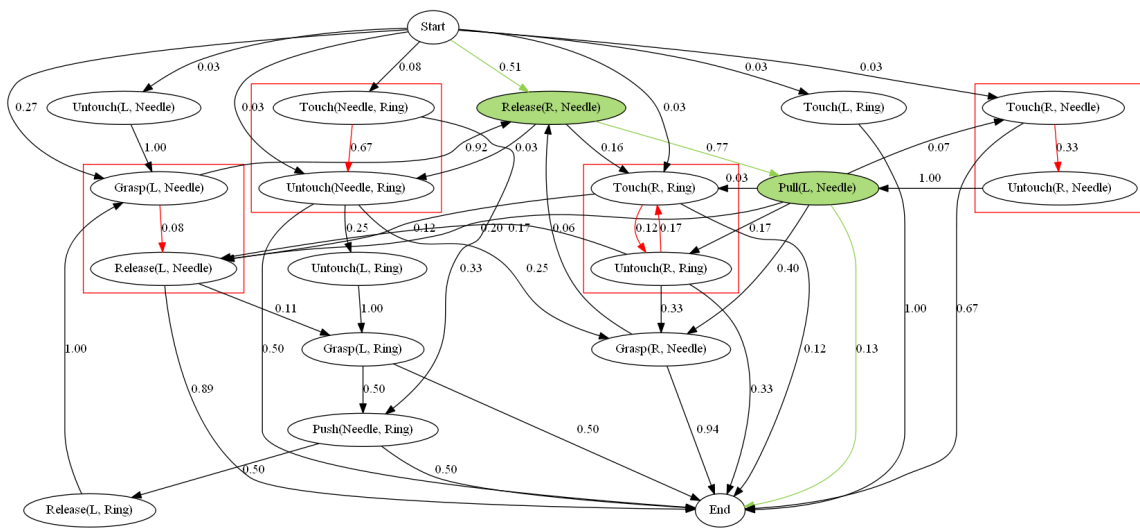 Start
0.03
0.08
0.51
0.03
0.03
0.27
Untouch(L, Needle)
0.03
Touch(Needle, Ring)
Release(R, Needle)
0.03
Touch(L, Ring)
Touch(R, Needle)
1.00
0.67
0.92
0.03
0.16
0.77
0.07
0.33
Grasp(L, Needle)
Untouch(Needle, Ring)
Touch(R, Ring)
0.03
Pull(L, Needle)
1.00
Untouch(R, Needle)
0.08
0.25
0.12
0.20
0.17
0.06
0.12
0.17
0.17
Release(L, Needle)
Untouch(L, Ring)
0.33
0.25
Untouch(R, Ring)
0.40
0.11
1.00
0.33
1.00
0.67
1.00
Grasp(L, Ring)
Grasp(R, Needle)
0.12
0.13
0.89
0.50
0.50
0.33
Push(Needle, Ring)
0.50
0.94
0.50
0.50
Release(L, Ring)
End